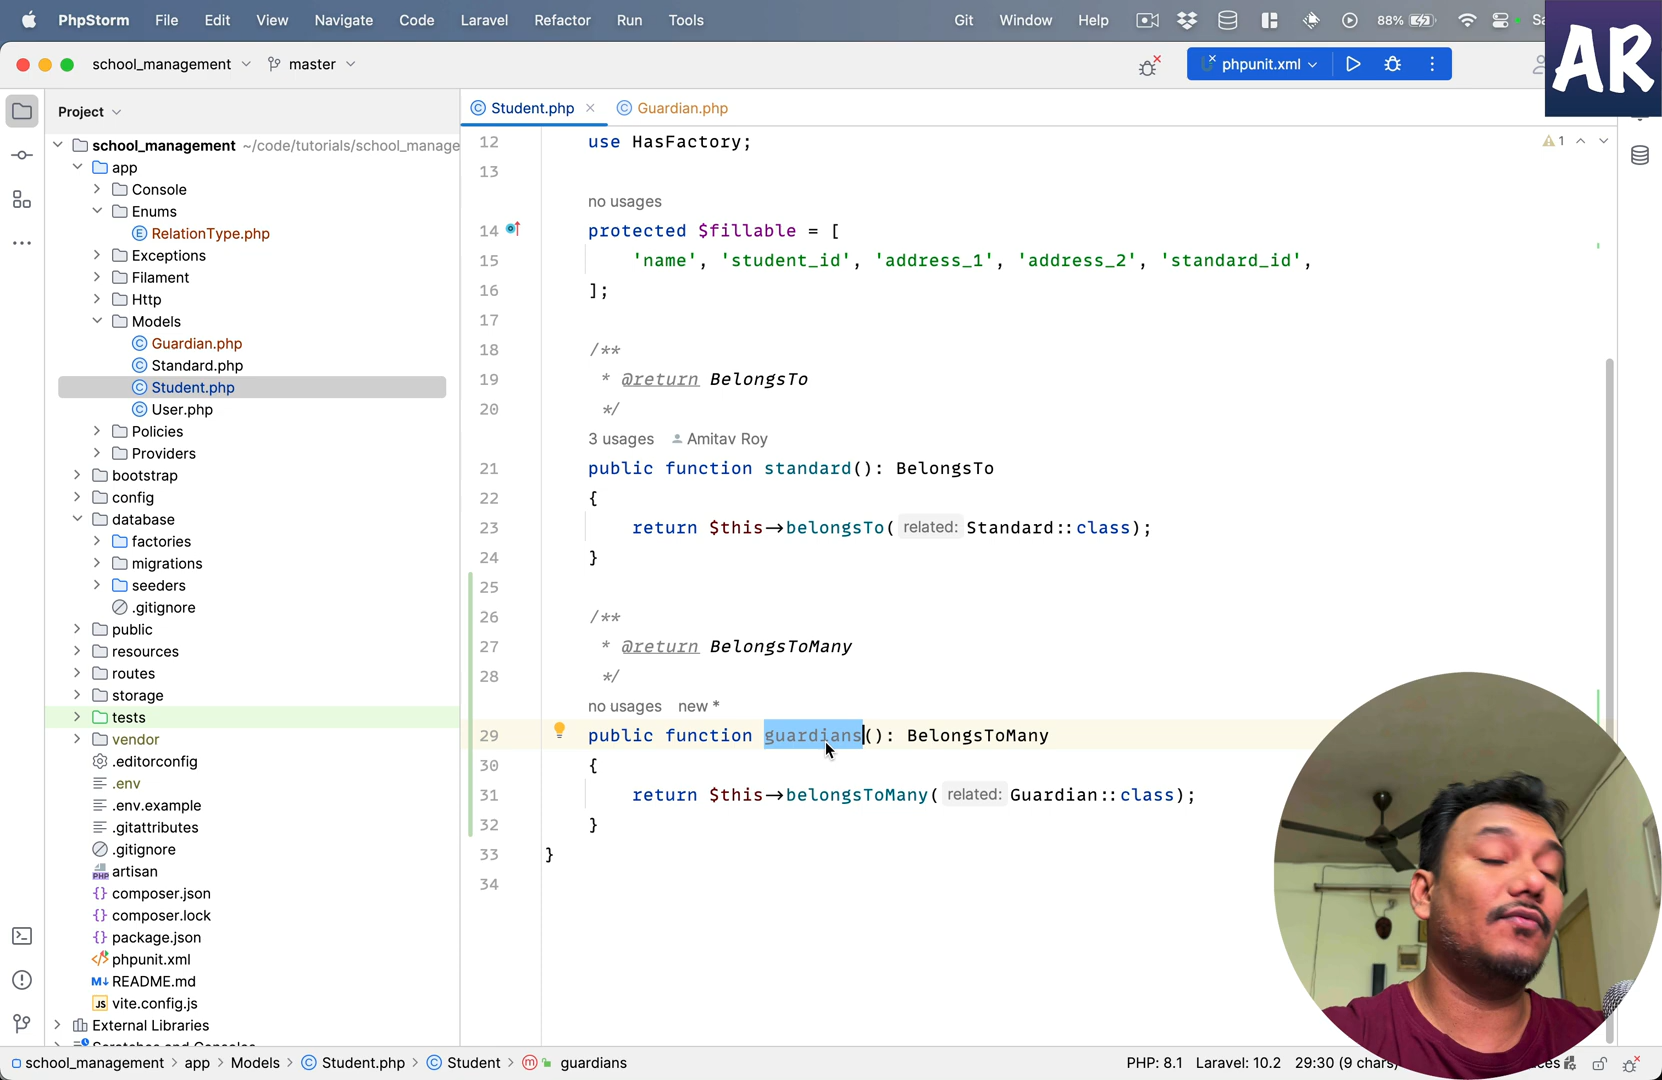 PhpStorm File Edit View Navigate Code Laravel Refactor Run Tools Git Window Help 88%
AR
school_management master phpunit.xml
Project
Student.php Guardian.php
school_management ~/code/tutorials/school_manage
app
Console
Enums
RelationType.php
Exceptions
Filament
Http
Models
Guardian.php
Standard.php
Student.php
User.php
Policies
Providers
bootstrap
config
database
factories
migrations
seeders
.gitignore
public
resources
routes
storage
tests
vendor
.editorconfig
.env
.env.example
.gitattributes
.gitignore
artisan
composer.json
composer.lock
package.json
phpunit.xml
README.md
vite.config.js
External Libraries
12 use HasFactory;
1
13
no usages
14 protected $fillable = [
15 'name', 'student_id', 'address_1', 'address_2', 'standard_id',
16 ];
17
18 /**
19 * @return BelongsTo
20 */
3 usages Amitav Roy
21 public function standard(): BelongsTo
22 {
23 return $this->belongsTo( related: Standard::class);
24 }
25
26 /**
27 * @return BelongsToMany
28 */
no usages new *
29 public function guardians(): BelongsToMany
30 {
31 return $this->belongsToMany( related: Guardian::class);
32 }
33 }
34
school_management > app > Models > Student.php > Student > guardians
PHP: 8.1 Laravel: 10.2 29:30 (9 chars)